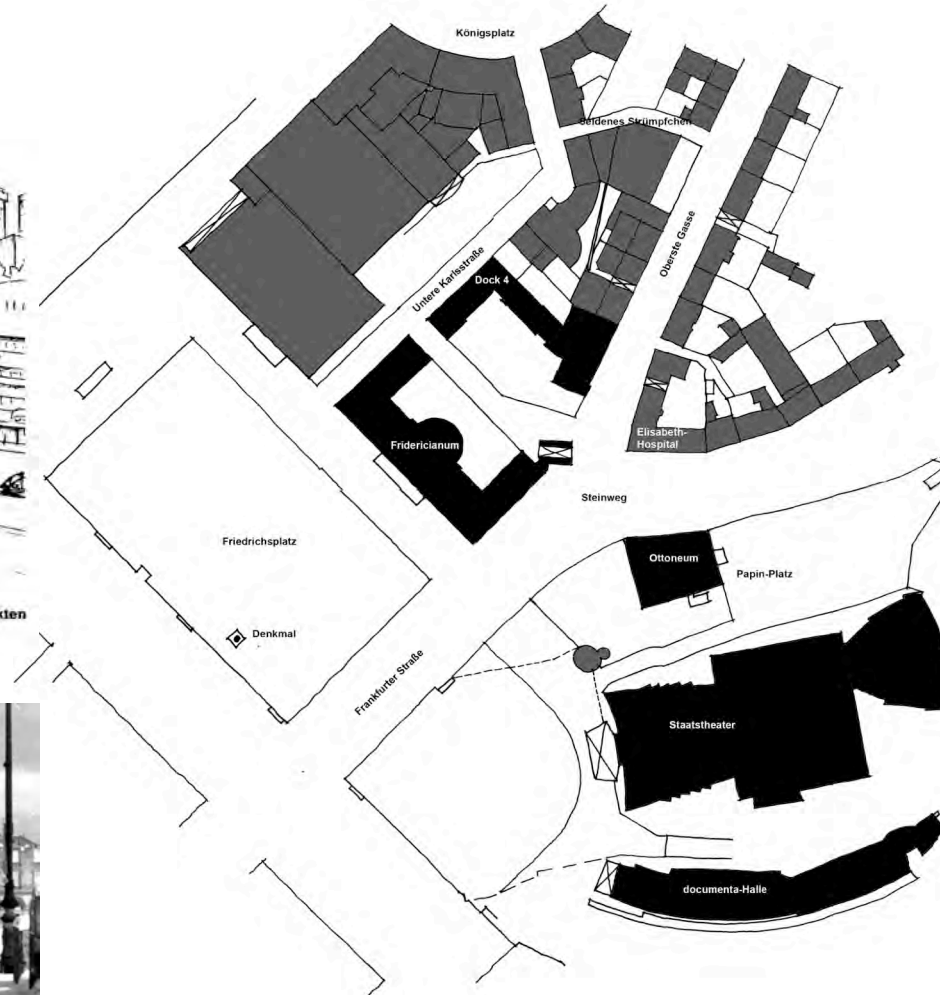 Königsplatz
Seidenes Strümpfchen
Oberste Gasse
Untere Karlsstraße
Dock 4
Elisabeth-
Hospital
Fridericianum
Steinweg
Friedrichsplatz
Ottoneum
Papin-Platz
Denkmal
Frankfurter Straße
Staatstheater
documenta-Halle